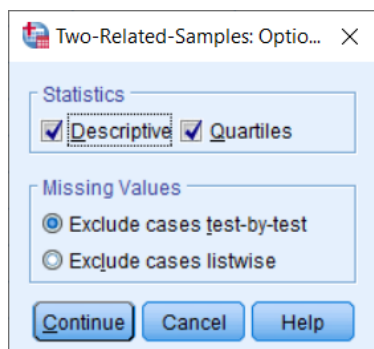 Two-Related-Samples: Optio...
Statistics
Descriptive Quartiles
Missing Values
Exclude cases test-by-test
Exclude cases listwise
Continue Cancel Help